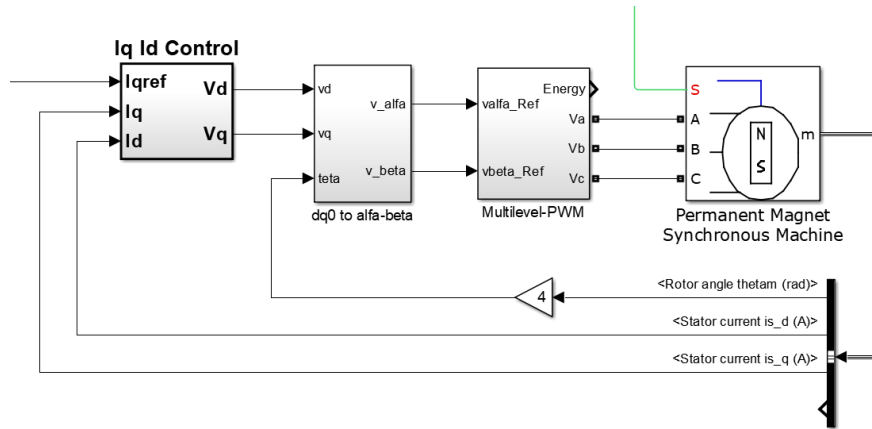 Iq Id Control
Iqref
Iq
Id
Vd
Vq
vd
vq
teta
v_alfa
v_beta
dq0 to alfa-beta
valfa_Ref
vbeta_Ref
Energy
Va
Vb
Vc
Multilevel-PWM
S
A
B
C
N
S
m
Permanent Magnet
Synchronous Machine
4
<Rotor angle thetam (rad)>
<Stator current is_d (A)>
<Stator current is_q (A)>